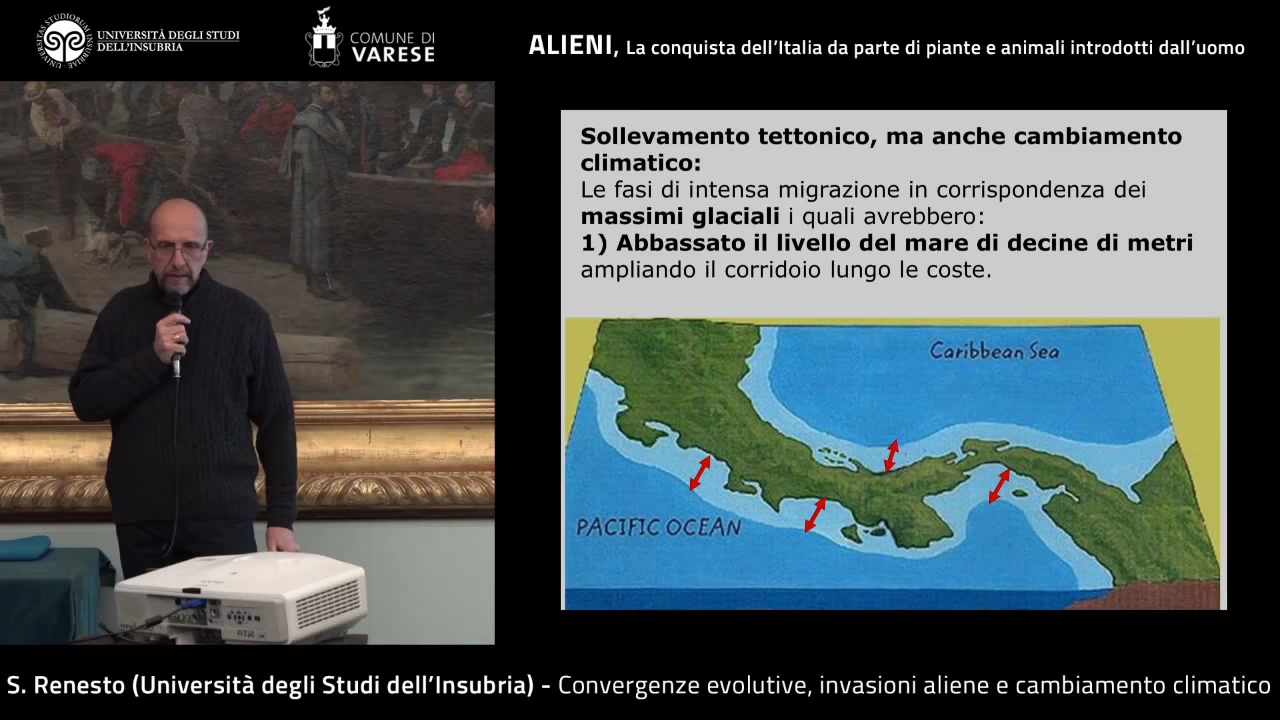 UNIVERSITÀ DEGLI STUDI
DELL'INSUBRIA
COMUNE DI
VARESE
ALIENI, La conquista dell'Italia da parte di piante e animali introdotti dall'uomo
Sollevamento tettonico, ma anche cambiamento
climatico:
Le fasi di intensa migrazione in corrispondenza dei
massimi glaciali i quali avrebbero:
1) Abbassato il livello del mare di decine di metri
ampliando il corridoio lungo le coste.
Caribbean Sea
PACIFIC OCEAN
S. Renesto (Università degli Studi dell'Insubria) - Convergenze evolutive, invasioni aliene e cambiamento climatico